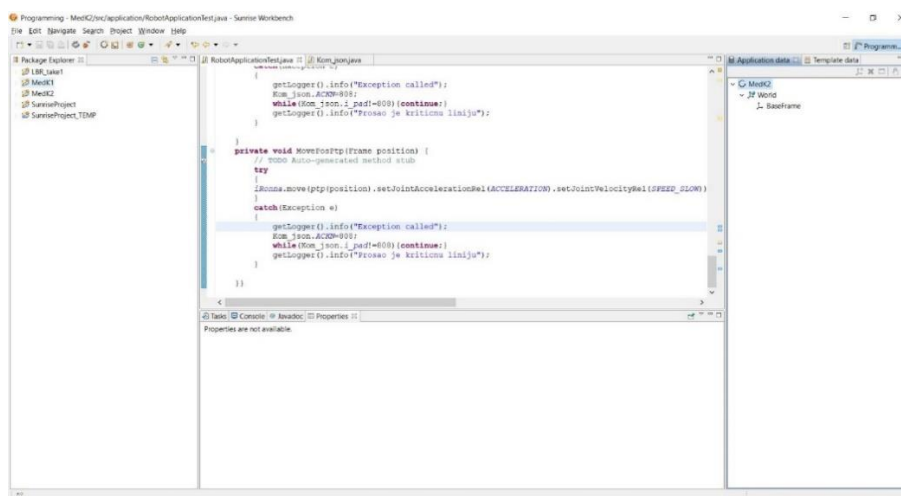 Programming - MedK2/src/application/RobotApplicationTest.java - Sunrise Workbench
File Edit Navigate Search Project Window Help
Programm...
Package Explorer
LBR_take1
MedK1
MedK2
SunriseProject
SunriseProject_TEMP
RobotApplicationTest.java Kom_json.java
{
getLogger().info("Exception called");
Kom_json.ACKN=808;
while(Kom_json.i_pad!=808){continue;}
getLogger().info("Prosao je kriticnu liniju");
}
}
private void MovePosPtp(Frame position) {
// TODO Auto-generated method stub
try
{
iRonna.move(ptp(position).setJointAccelerationRel(ACCELERATION).setJointVelocityRel(SPEED_SLOW))
}
catch(Exception e)
{
getLogger().info("Exception called");
Kom_json.ACKN=808;
while(Kom_json.i_pad!=808){continue;}
getLogger().info("Prosao je kriticnu liniju");
}
}}
Tasks Console Javadoc Properties
Properties are not available.
Application data Template data
MedK2
World
BaseFrame